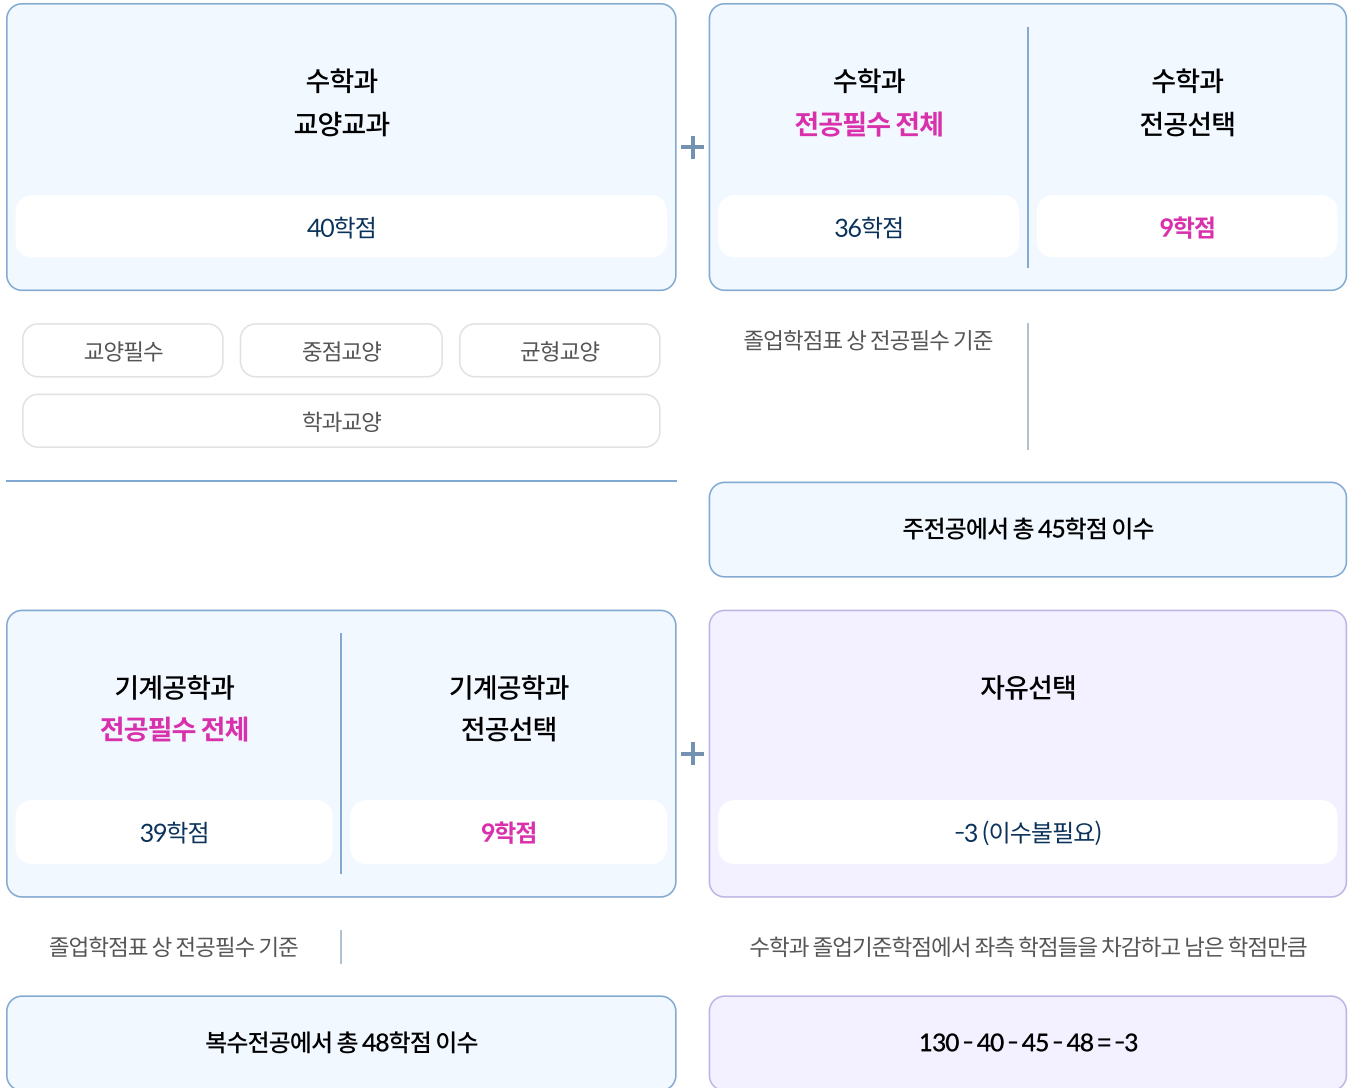 수학과
교양교과
40학점
교양필수
중점교양
균형교양
학과교양
+
수학과
전공필수 전체
36학점
수학과
전공선택
9학점
졸업학점표 상 전공필수 기준
주전공에서 총 45학점 이수
기계공학과
전공필수 전체
39학점
기계공학과
전공선택
9학점
졸업학점표 상 전공필수 기준
복수전공에서 총 48학점 이수
+
자유선택
-3 (이수불필요)
수학과 졸업기준학점에서 좌측 학점들을 차감하고 남은 학점만큼
130 - 40 - 45 - 48 = -3